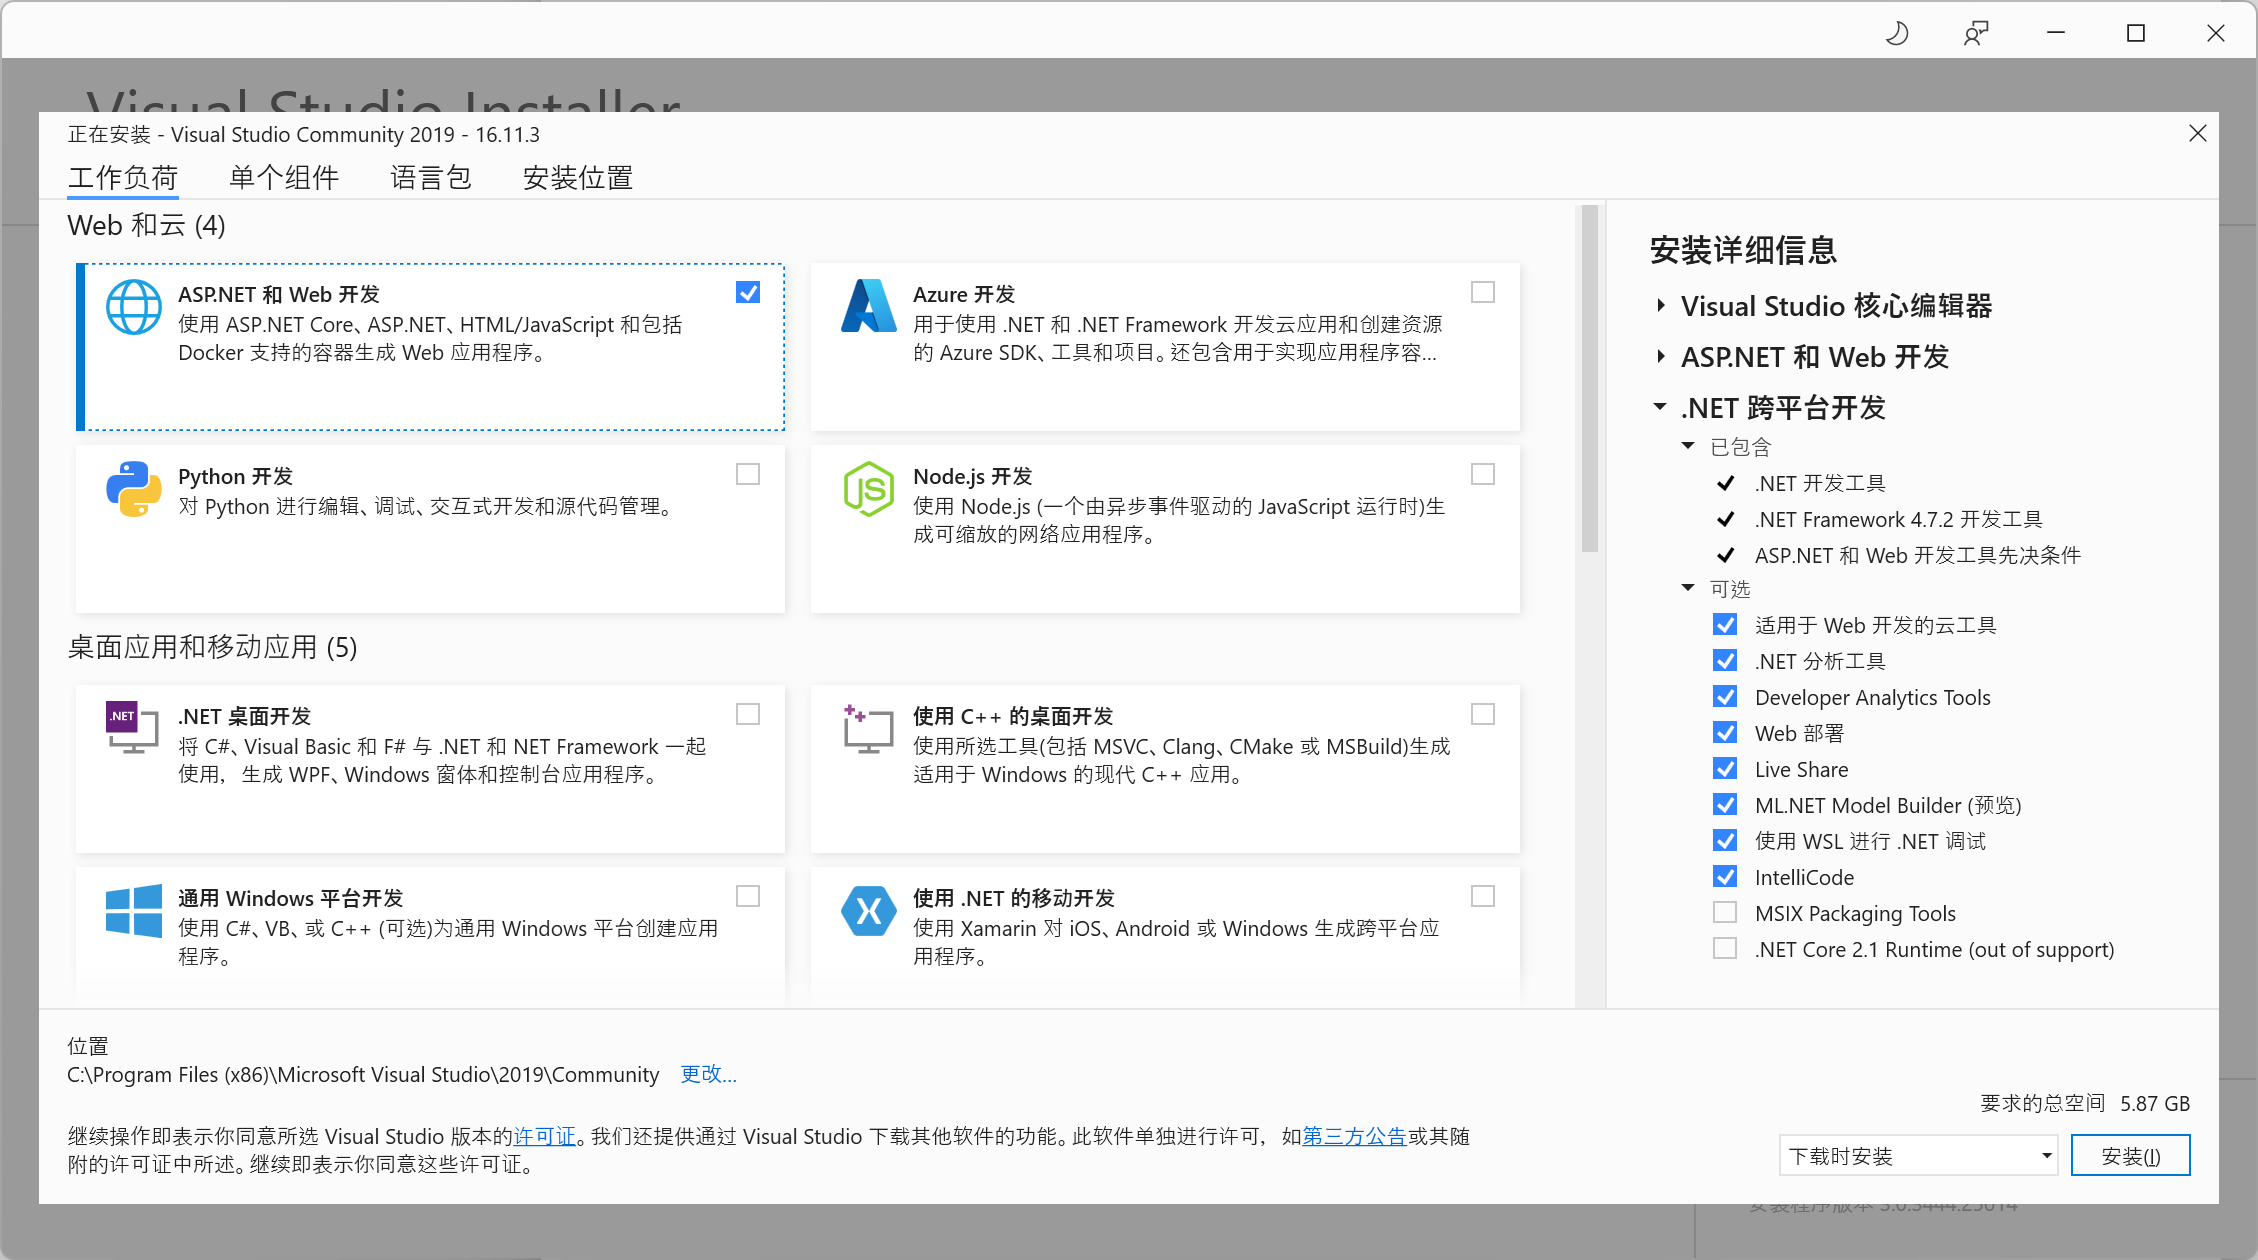 Visual Studio Installer
正在安装 - Visual Studio Community 2019 - 16.11.3
工作负荷 单个组件 语言包 安装位置
Web 和云 (4)
ASP.NET 和 Web 开发
使用 ASP.NET Core、ASP.NET、HTML/JavaScript 和包括
Docker 支持的容器生成 Web 应用程序。
Azure 开发
用于使用 .NET 和 .NET Framework 开发云应用和创建资源
的 Azure SDK、工具和项目。还包含用于实现应用程序容...
Python 开发
对 Python 进行编辑、调试、交互式开发和源代码管理。
Node.js 开发
使用 Node.js (一个由异步事件驱动的 JavaScript 运行时)生
成可缩放的网络应用程序。
桌面应用和移动应用 (5)
.NET
.NET 桌面开发
将 C#、Visual Basic 和 F# 与 .NET 和 NET Framework 一起
使用，生成 WPF、Windows 窗体和控制台应用程序。
使用 C++ 的桌面开发
使用所选工具(包括 MSVC、Clang、CMake 或 MSBuild)生成
适用于 Windows 的现代 C++ 应用。
通用 Windows 平台开发
使用 C#、VB、或 C++ (可选)为通用 Windows 平台创建应用
程序。
使用 .NET 的移动开发
使用 Xamarin 对 iOS、Android 或 Windows 生成跨平台应
用程序。
安装详细信息
Visual Studio 核心编辑器
ASP.NET 和 Web 开发
.NET 跨平台开发
已包含
.NET 开发工具
.NET Framework 4.7.2 开发工具
ASP.NET 和 Web 开发工具先决条件
可选
适用于 Web 开发的云工具
.NET 分析工具
Developer Analytics Tools
Web 部署
Live Share
ML.NET Model Builder (预览)
使用 WSL 进行 .NET 调试
IntelliCode
MSIX Packaging Tools
.NET Core 2.1 Runtime (out of support)
位置
C:\Program Files (x86)\Microsoft Visual Studio\2019\Community 更改...
继续操作即表示你同意所选 Visual Studio 版本的许可证。我们还提供通过 Visual Studio 下载其他软件的功能。此软件单独进行许可，如第三方公告或其随
附的许可证中所述。继续即表示你同意这些许可证。
要求的总空间 5.87 GB
下载时安装
安装(I)
安装程序版本 3.0.3444.25014